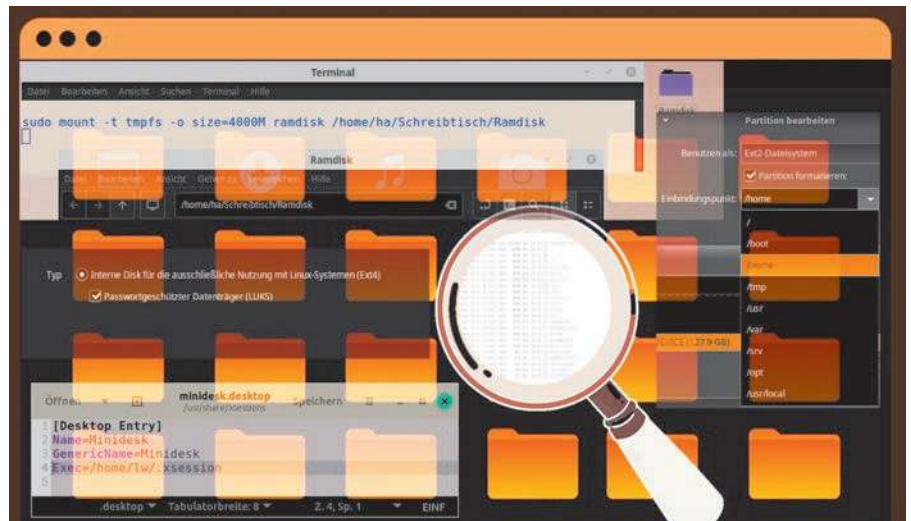 Terminal
Datei Bearbeiten Ansicht Suchen Terminal Hilfe
sudo mount -t tmpfs -o size=4000M ramdisk /home/ha/Schreibtisch/Ramdisk
Ramdisk
Ramdisk
Datei Bearbeiten Ansicht Gehen zu Lesezeichen Hilfe
/home/ha/Schreibtisch/Ramdisk
Partition bearbeiten
Benutzen als: Ext2-Dateisystem
Partition formatieren:
Einbindungspunkt: /home
/
/boot
/home
/tmp
/usr
/var
/srv
/opt
/usr/local
Typ Interne Disk für die ausschließliche Nutzung mit Linux-Systemen (Ext4)
Passwortgeschützter Datenträger (LUKS)
Öffnen minidesk.desktop Speichern
/usr/share/xsessions
1 [Desktop Entry]
2 Name=Minidesk
3 GenericName=Minidesk
4 Exec=/home/lw/.xsession
5
.desktop Tabulatorbreite: 8 Z. 4, Sp. 1 EINF